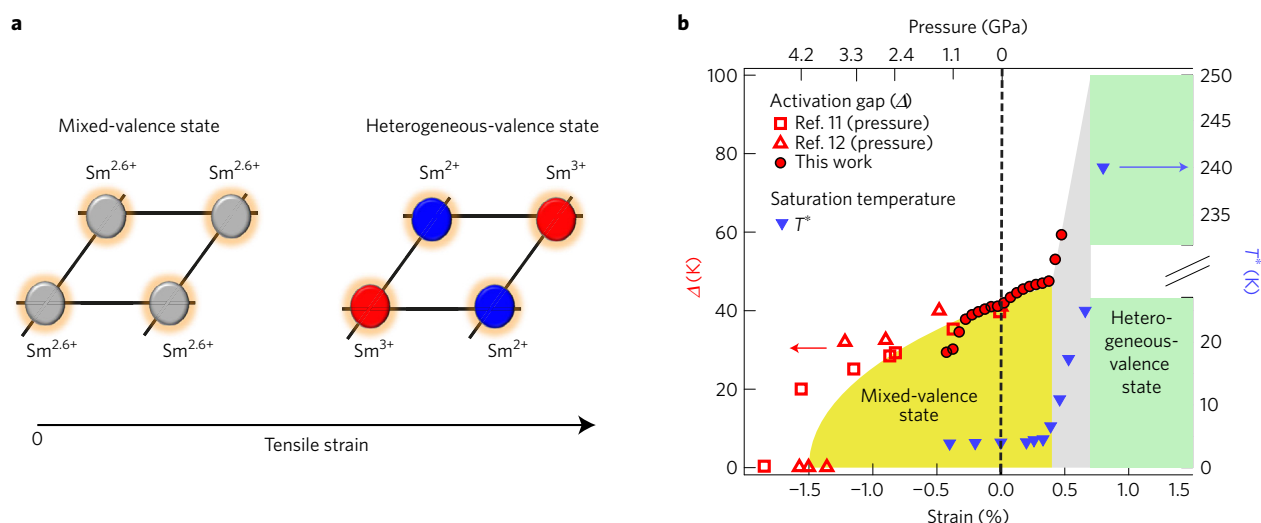 a
Mixed-valence state
Heterogeneous-valence state
Sm2.6+
Sm2.6+
Sm2+
Sm3+
Sm2.6+
Sm2.6+
Sm3+
Sm2+
0
Tensile strain
b
Pressure (GPa)
4.2 3.3 2.4 1.1 0
100
80
60
40
20
0
Δ (K)
Activation gap (Δ)
Ref. 11 (pressure)
Ref. 12 (pressure)
This work
Saturation temperature
T*
Mixed-valence
state
Hetero-
geneous-
valence
state
250
245
240
235
20
10
0
T* (K)
−1.5 −1.0 −0.5 0.0 0.5 1.0 1.5
Strain (%)